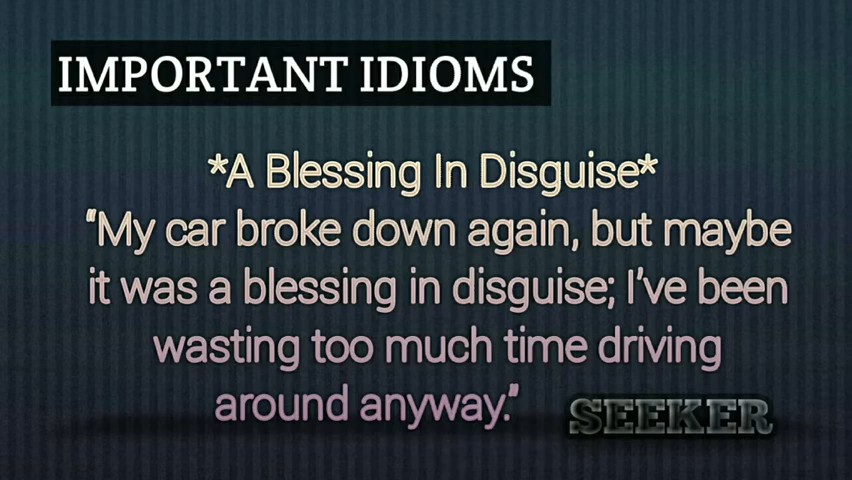 IMPORTANT IDIOMS
*A Blessing In Disguise*
“My car broke down again, but maybe
it was a blessing in disguise; I’ve been
wasting too much time driving
around anyway.”
SEEKER